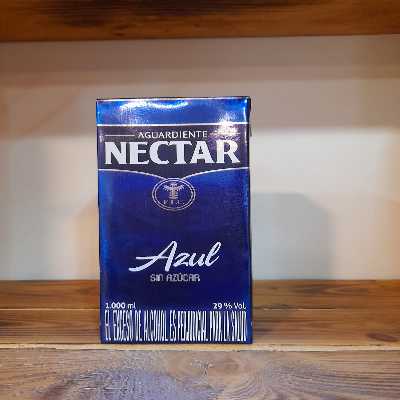 AGUARDIENTE
NECTAR
Azul
SIN AZÚCAR
1.000 ml 29 % Vol.
EL EXCESO DE ALCOHOL ES PERJUDICIAL PARA LA SALUD